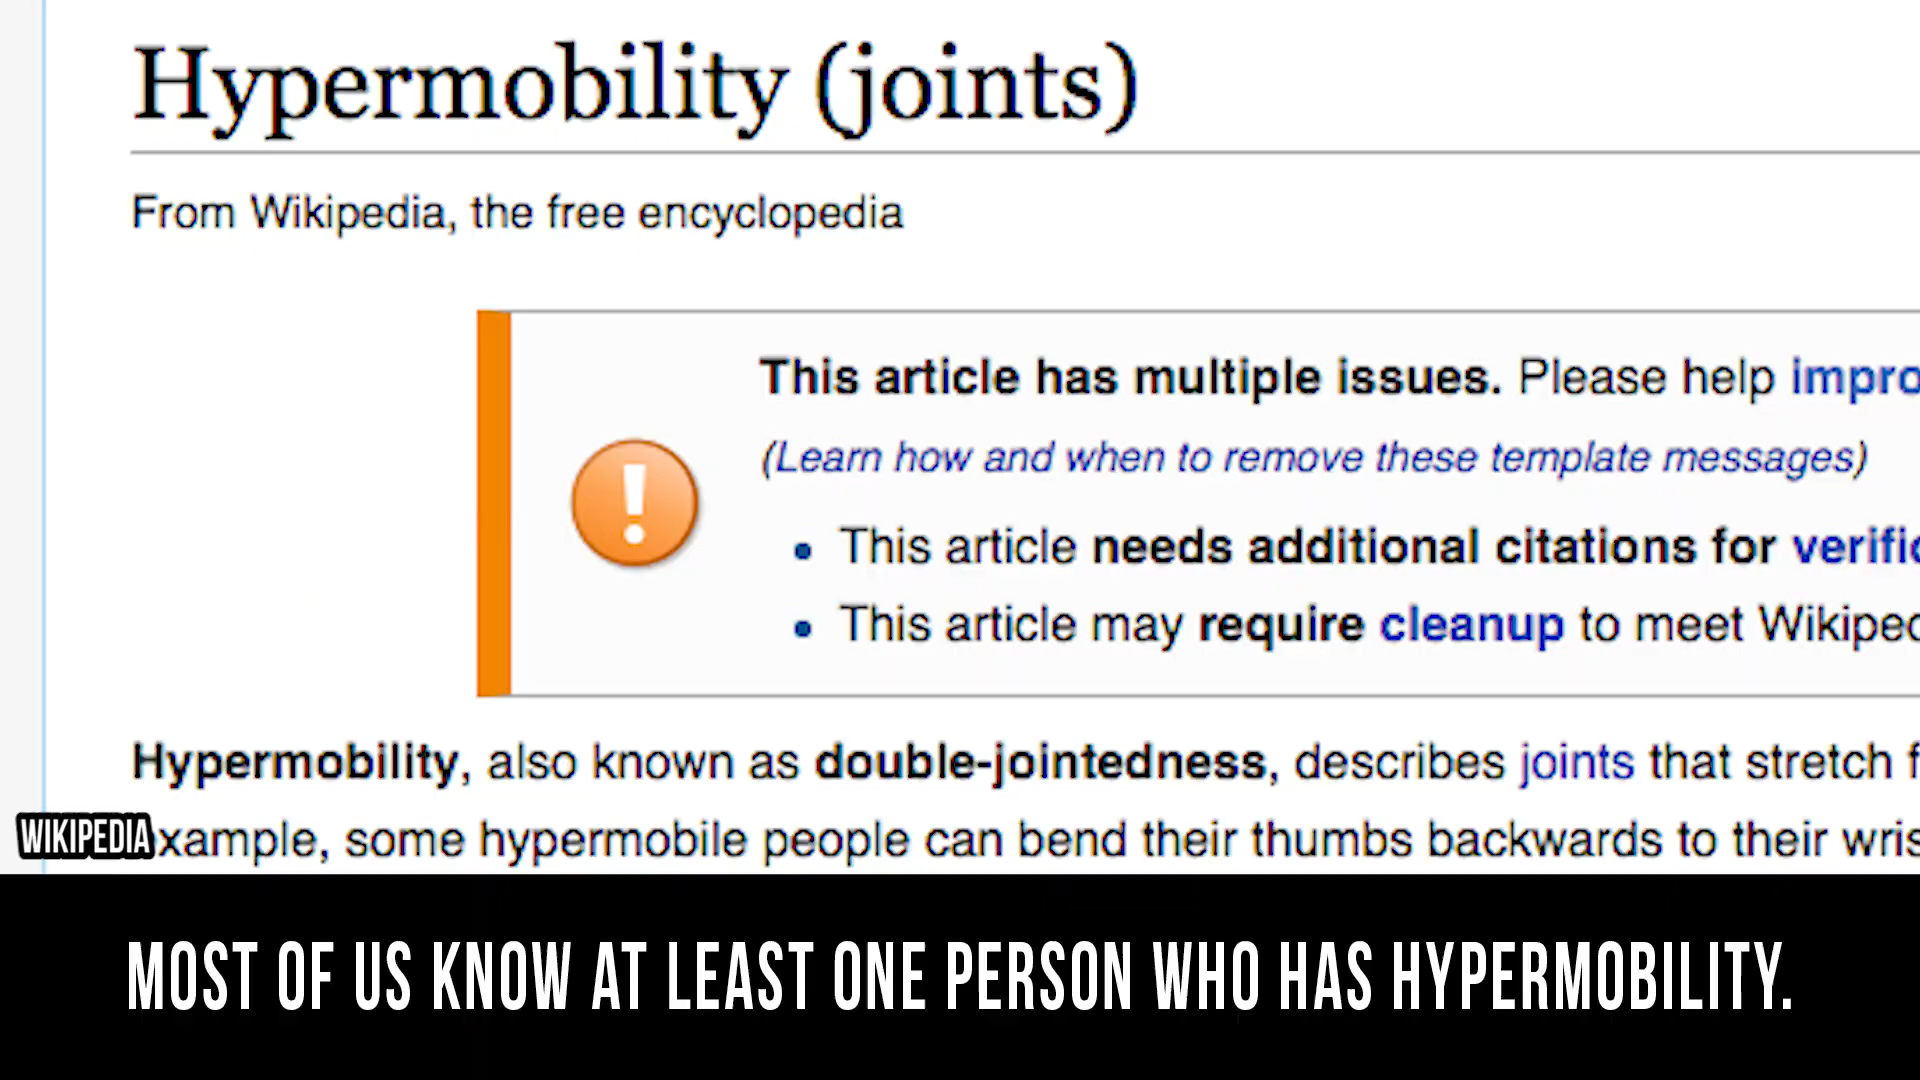 Hypermobility (joints)
From Wikipedia, the free encyclopedia
This article has multiple issues. Please help
(Learn how and when to remove these template messages)
• This article needs additional citations for
• This article may require cleanup to meet
Hypermobility, also known as double-jointedness, describes joints that stretch
xample, some hypermobile people can bend their thumbs backwards to their
WIKIPEDIA
MOST OF US KNOW AT LEAST ONE PERSON WHO HAS HYPERMOBILITY.